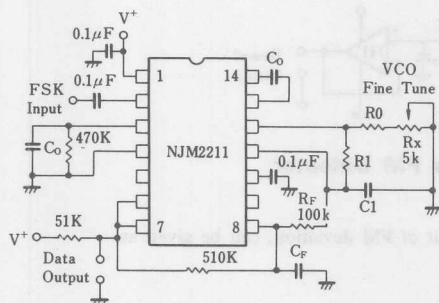 V⁺
0.1μF
0.1μF
FSK
Input
1
14
Co
VCO
Fine Tune
R0
Rx
5k
Co
470K
NJM2211
0.1μF
R1
C1
RF
100k
51K
V⁺
7
8
Data
Output
510K
CF